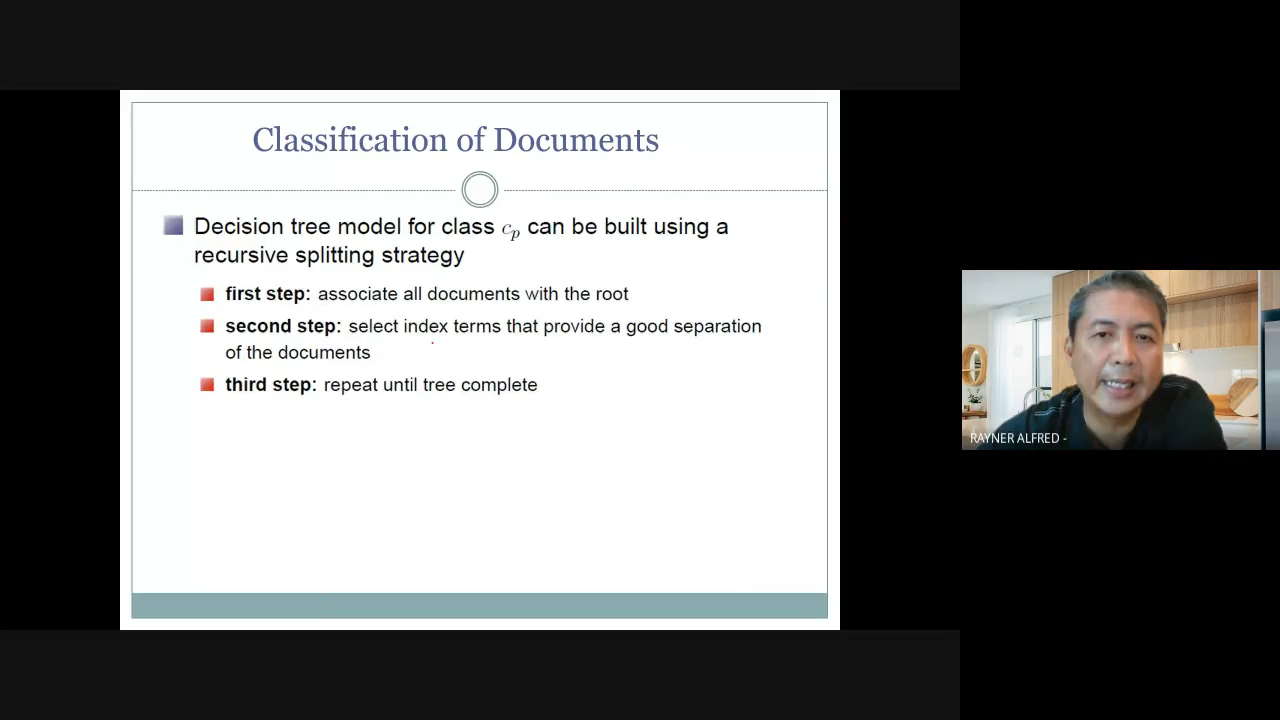 Classification of Documents
Decision tree model for class cₚ can be built using a
recursive splitting strategy
first step: associate all documents with the root
second step: select index terms that provide a good separation
of the documents
third step: repeat until tree complete
RAYNER ALFRED -